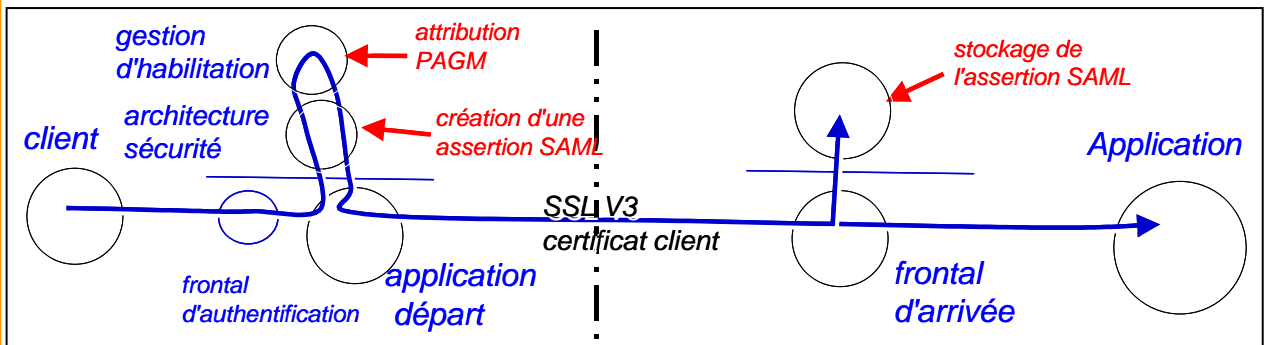 gestion
d'habilitation
attribution
PAGM
stockage de
l'assertion SAML
architecture
sécurité
création d'une
assertion SAML
client
Application
SSL V3
certificat client
frontal
d'authentification
application
départ
frontal
d'arrivée